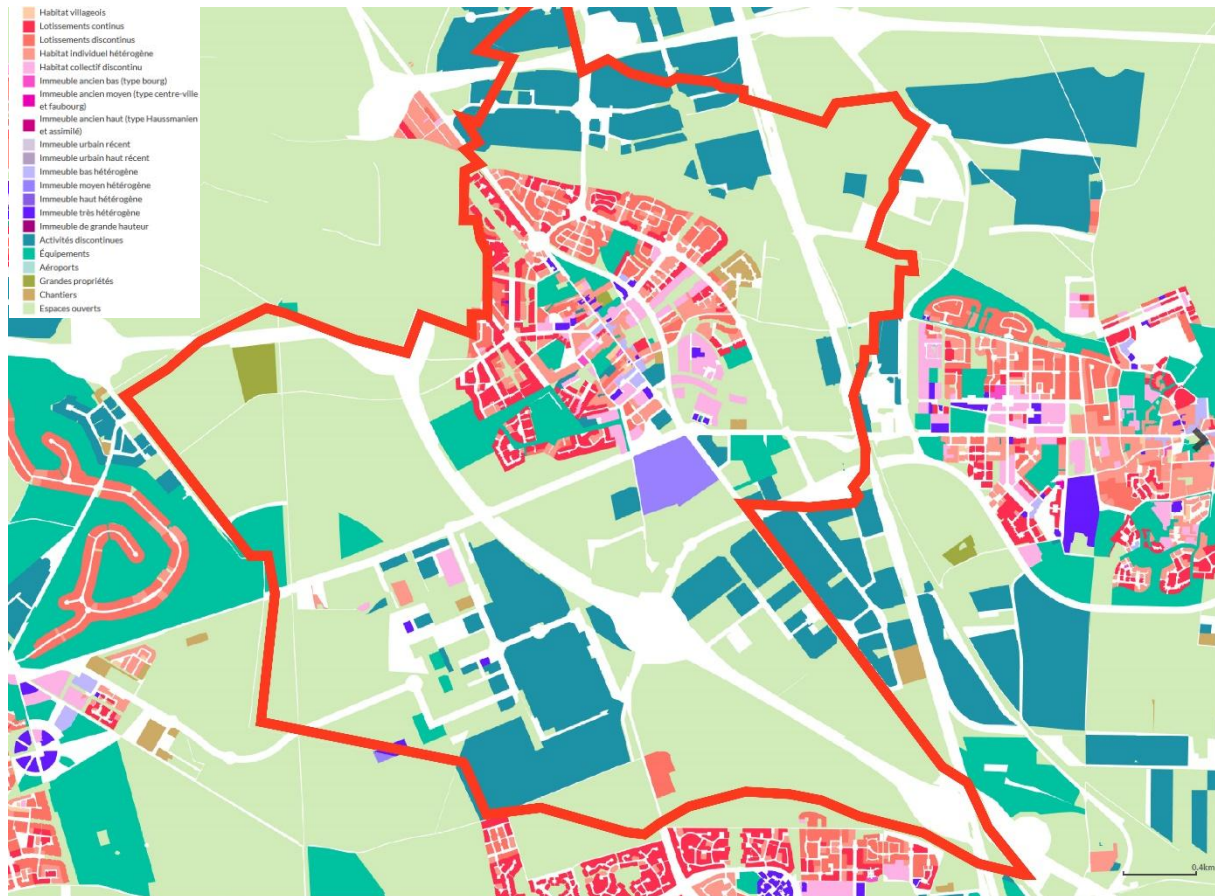 Habitat villageois
Lotissements continus
Lotissements discontinus
Habitat individuel hétérogène
Habitat collectif discontinu
Immeuble ancien bas (type bourg)
Immeuble ancien moyen (type centre-ville
et faubourg)
Immeuble ancien haut (type Haussmanien
et assimilé)
Immeuble urbain récent
Immeuble urbain haut récent
Immeuble bas hétérogène
Immeuble moyen hétérogène
Immeuble haut hétérogène
Immeuble très hétérogène
Immeuble de grande hauteur
Activités discontinues
Équipements
Aéroports
Grandes propriétés
Chantiers
Espaces ouverts
0.4km